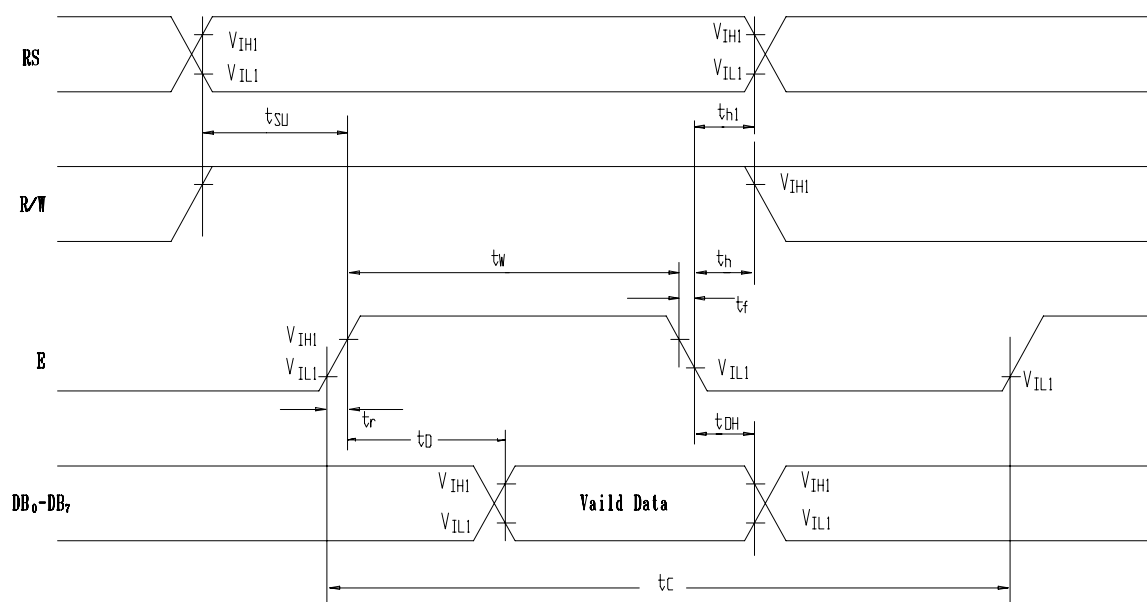 RS
V_IH1
V_IL1
V_IH1
V_IL1
t_SU
t_h1
R/W
V_IH1
t_W
t_h
t_f
E
V_IH1
V_IL1
V_IL1
V_IL1
t_r
t_D
t_DH
DB₀-DB₇
V_IH1
V_IL1
Vaild Data
V_IH1
V_IL1
t_C